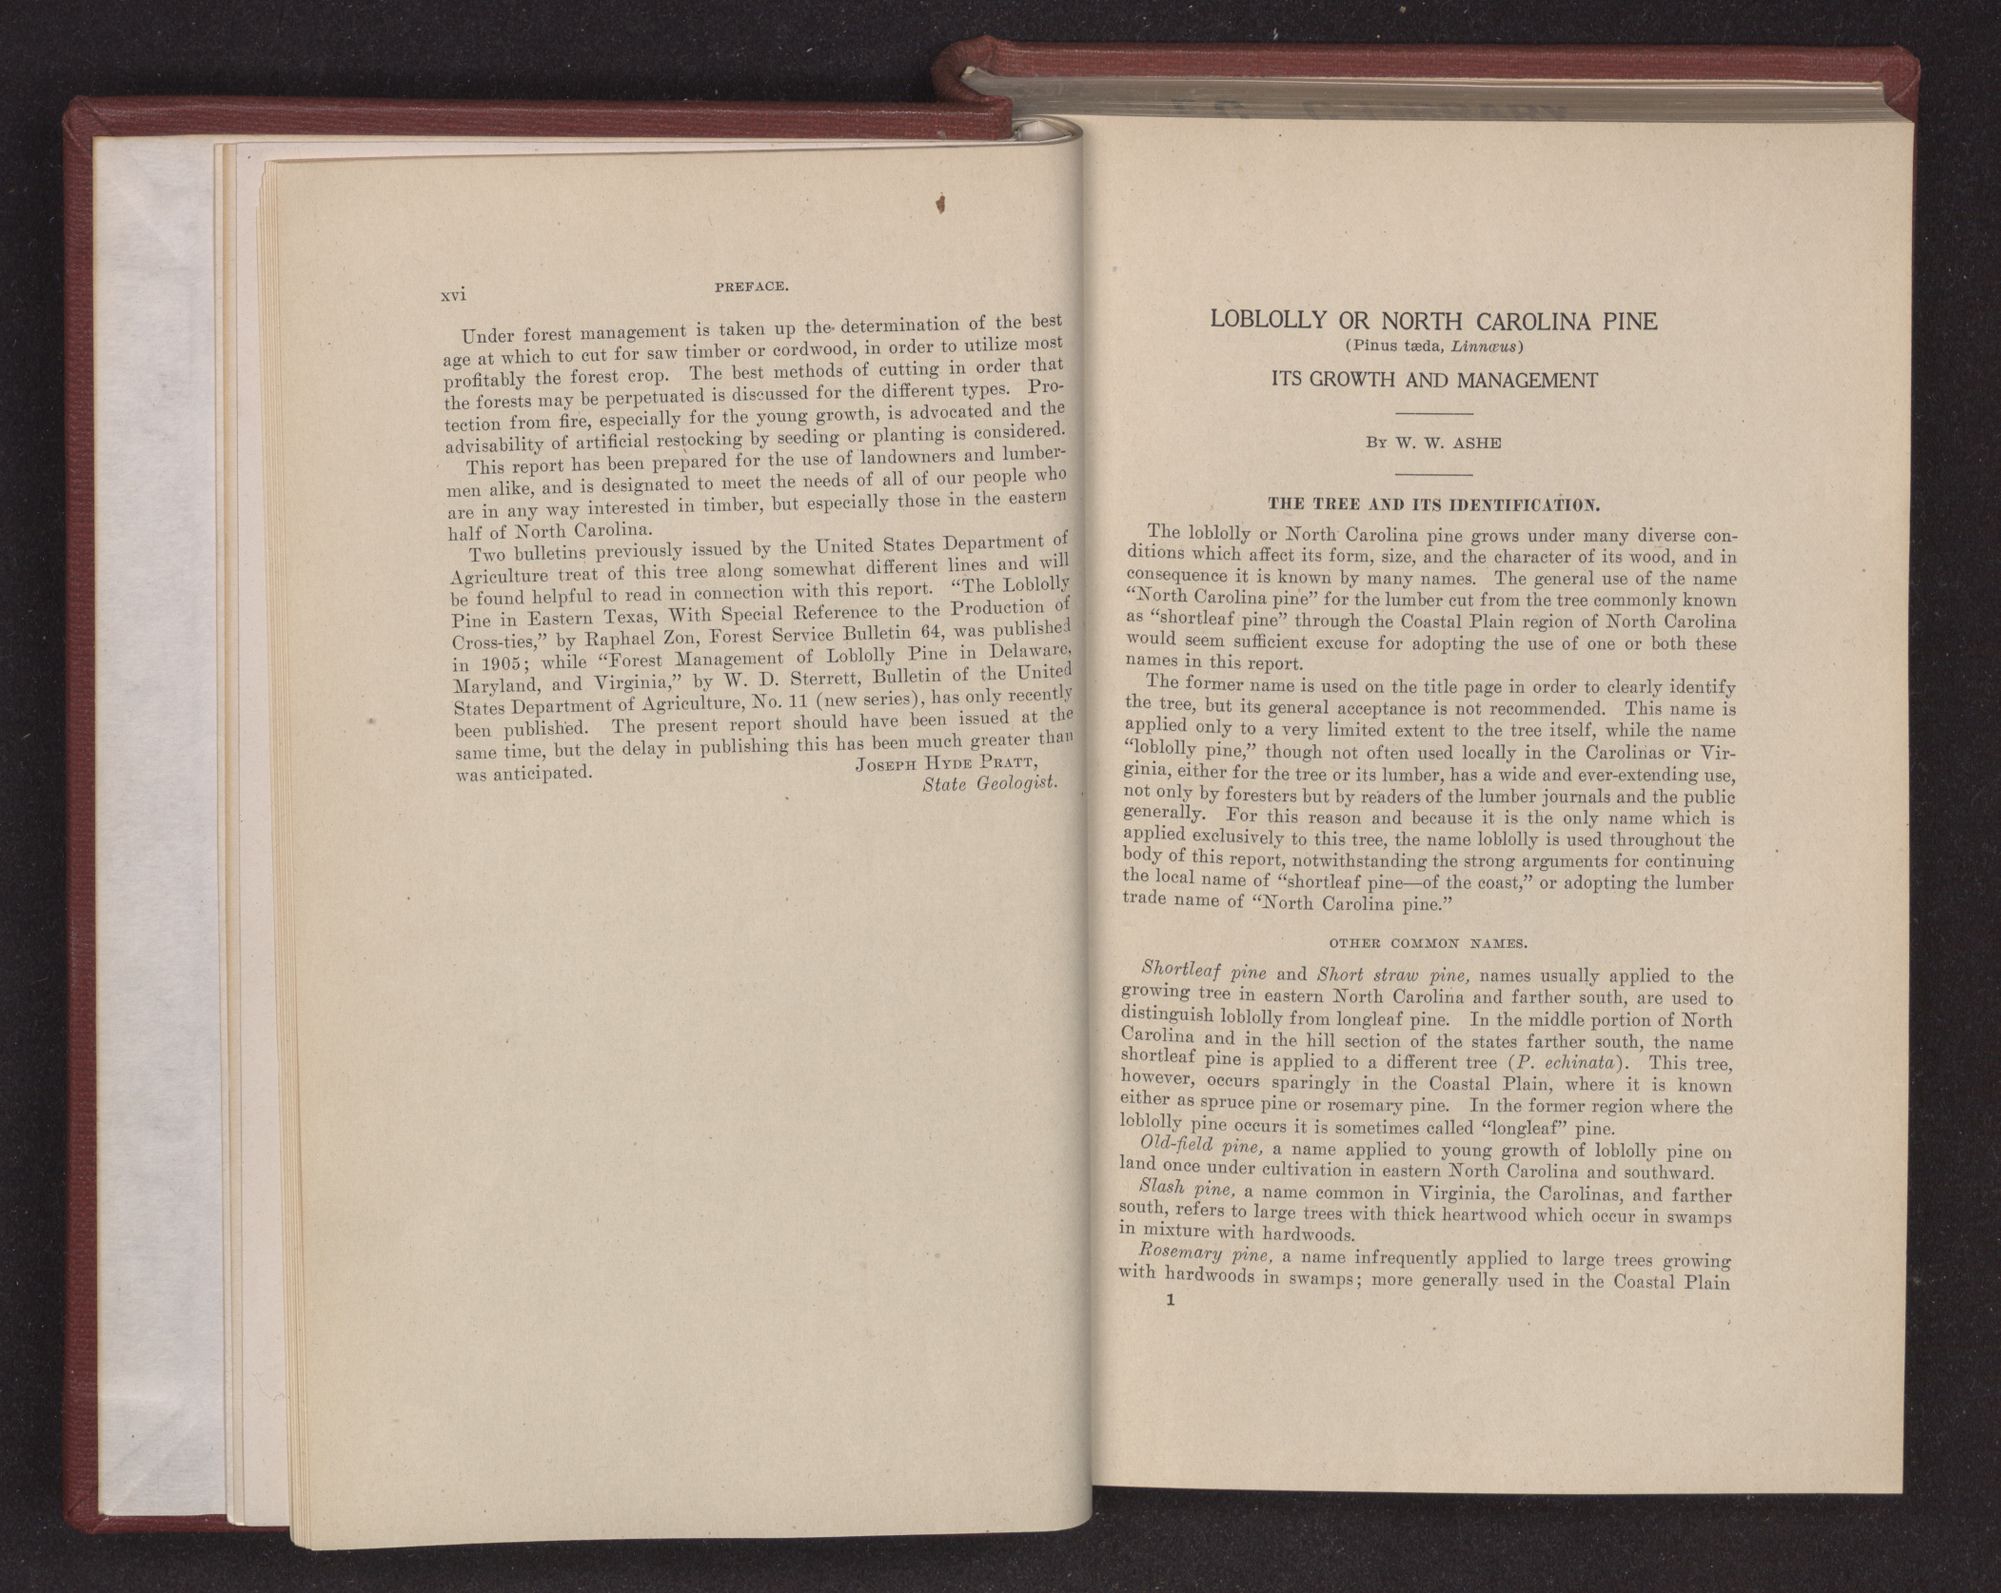 xvi
PREFACE.
Under forest management is taken up the determination of the best
age at which to cut for saw timber or cordwood, in order to utilize most
profitably the forest crop. The best methods of cutting in order that
the forests may be perpetuated is discussed for the different types. Pro-
tection from fire, especially for the young growth, is advocated and the
advisability of artificial restocking by seeding or planting is considered.
This report has been prepared for the use of landowners and lumber-
men alike, and is designated to meet the needs of all of our people who
are in any way interested in timber, but especially those in the eastern
half of North Carolina.
Two bulletins previously issued by the United States Department of
Agriculture treat of this tree along somewhat different lines and will
be found helpful to read in connection with this report. “The Loblolly
Pine in Eastern Texas, With Special Reference to the Production of
Cross-ties,” by Raphael Zon, Forest Service Bulletin 64, was published
in 1905; while “Forest Management of Loblolly Pine in Delaware,
Maryland, and Virginia,” by W. D. Sterrett, Bulletin of the United
States Department of Agriculture, No. 11 (new series), has only recently
been published. The present report should have been issued at the
same time, but the delay in publishing this has been much greater than
was anticipated.
JOSEPH HYDE PRATT,
State Geologist.
LOBLOLLY OR NORTH CAROLINA PINE
(Pinus tæda, Linnæus)
ITS GROWTH AND MANAGEMENT
BY W. W. ASHE
THE TREE AND ITS IDENTIFICATION.
The loblolly or North Carolina pine grows under many diverse con-
ditions which affect its form, size, and the character of its wood, and in
consequence it is known by many names. The general use of the name
“North Carolina pine” for the lumber cut from the tree commonly known
as “shortleaf pine” through the Coastal Plain region of North Carolina
would seem sufficient excuse for adopting the use of one or both these
names in this report.
The former name is used on the title page in order to clearly identify
the tree, but its general acceptance is not recommended. This name is
applied only to a very limited extent to the tree itself, while the name
“loblolly pine,” though not often used locally in the Carolinas or Vir-
ginia, either for the tree or its lumber, has a wide and ever-extending use,
not only by foresters but by readers of the lumber journals and the public
generally. For this reason and because it is the only name which is
applied exclusively to this tree, the name loblolly is used throughout the
body of this report, notwithstanding the strong arguments for continuing
the local name of “shortleaf pine—of the coast,” or adopting the lumber
trade name of “North Carolina pine.”
OTHER COMMON NAMES.
Shortleaf pine and Short straw pine, names usually applied to the
growing tree in eastern North Carolina and farther south, are used to
distinguish loblolly from longleaf pine. In the middle portion of North
Carolina and in the hill section of the states farther south, the name
shortleaf pine is applied to a different tree (P. echinata). This tree,
however, occurs sparingly in the Coastal Plain, where it is known
either as spruce pine or rosemary pine. In the former region where the
loblolly pine occurs it is sometimes called “longleaf” pine.
Old-field pine, a name applied to young growth of loblolly pine on
land once under cultivation in eastern North Carolina and southward.
Slash pine, a name common in Virginia, the Carolinas, and farther
south, refers to large trees with thick heartwood which occur in swamps
in mixture with hardwoods.
Rosemary pine, a name infrequently applied to large trees growing
with hardwoods in swamps; more generally used in the Coastal Plain
1